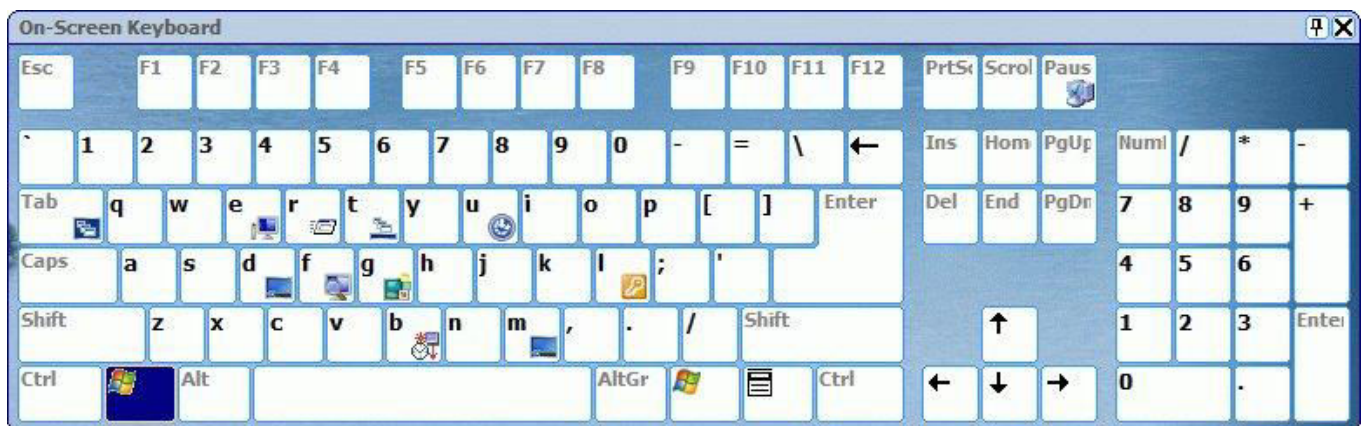 On-Screen Keyboard
Esc F1 F2 F3 F4 F5 F6 F7 F8 F9 F10 F11 F12 PrtSc Scrol Paus
` 1 2 3 4 5 6 7 8 9 0 - = \ ← Ins Hom PgUp Numl / * -
Tab q w e r t y u i o p [ ] Enter Del End PgDn 7 8 9 +
Caps a s d f g h j k l ; ' 4 5 6
Shift z x c v b n m , . / Shift ↑ 1 2 3 Enter
Ctrl Alt AltGr Ctrl ← ↓ → 0 .